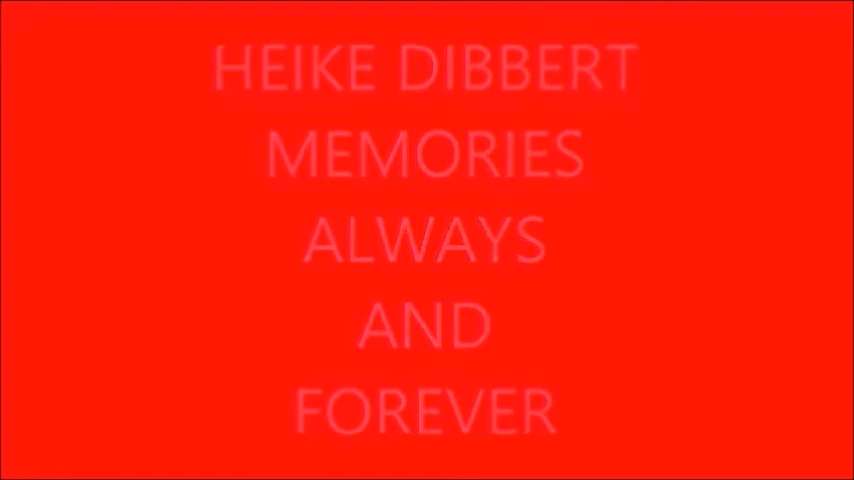 HEIKE DIBBERT
MEMORIES
ALWAYS
AND
FOREVER